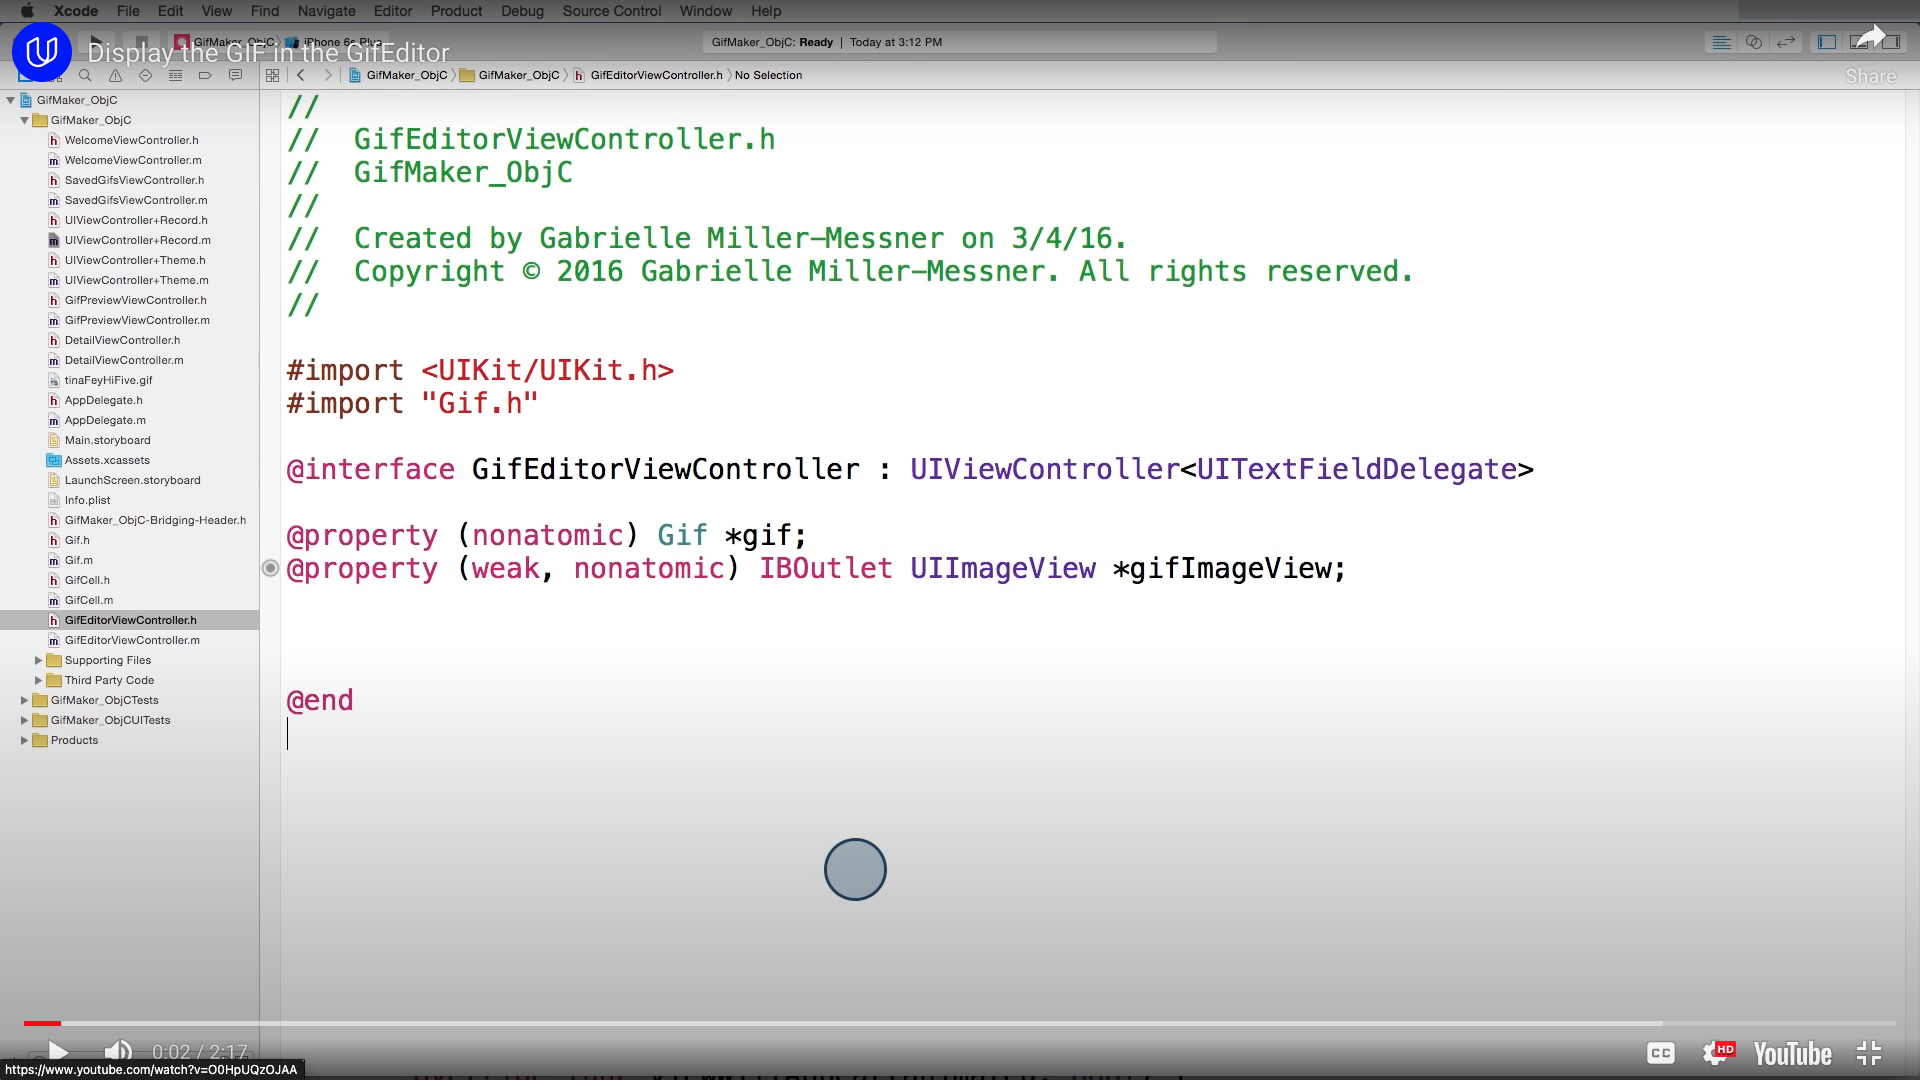 Xcode File Edit View Find Navigate Editor Product Debug Source Control Window Help
GifMaker_ObjC iPhone 6s Plus
GifMaker_ObjC: Ready | Today at 3:12 PM
Display the GIF in the GifEditor
Share
GifMaker_ObjC GifMaker_ObjC GifEditorViewController.h No Selection
GifMaker_ObjC
GifMaker_ObjC
WelcomeViewController.h
WelcomeViewController.m
SavedGifsViewController.h
SavedGifsViewController.m
UIViewController+Record.h
UIViewController+Record.m
UIViewController+Theme.h
UIViewController+Theme.m
GifPreviewViewController.h
GifPreviewViewController.m
DetailViewController.h
DetailViewController.m
tinaFeyHiFive.gif
AppDelegate.h
AppDelegate.m
Main.storyboard
Assets.xcassets
LaunchScreen.storyboard
Info.plist
GifMaker_ObjC-Bridging-Header.h
Gif.h
Gif.m
GifCell.h
GifCell.m
GifEditorViewController.h
GifEditorViewController.m
Supporting Files
Third Party Code
GifMaker_ObjCTests
GifMaker_ObjCUITests
Products
//
//  GifEditorViewController.h
//  GifMaker_ObjC
//
//  Created by Gabrielle Miller-Messner on 3/4/16.
//  Copyright © 2016 Gabrielle Miller-Messner. All rights reserved.
//
#import <UIKit/UIKit.h>
#import "Gif.h"
@interface GifEditorViewController : UIViewController<UITextFieldDelegate>
@property (nonatomic) Gif *gif;
@property (weak, nonatomic) IBOutlet UIImageView *gifImageView;
@end
0:02 / 2:17
CC HD YouTube
https://www.youtube.com/watch?v=O0HpUQzOJAA